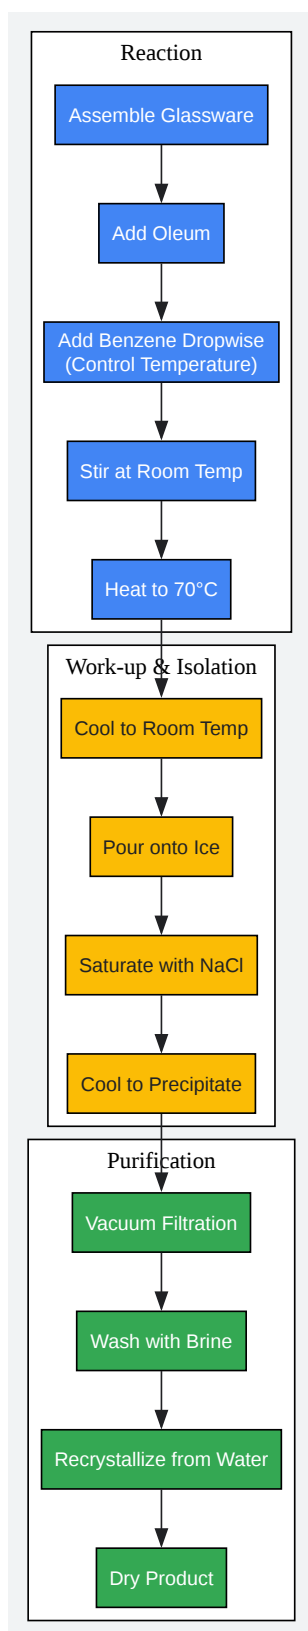 Reaction
Assemble Glassware
Add Oleum
Add Benzene Dropwise
(Control Temperature)
Stir at Room Temp
Heat to 70°C
Work-up & Isolation
Cool to Room Temp
Pour onto Ice
Saturate with NaCl
Cool to Precipitate
Purification
Vacuum Filtration
Wash with Brine
Recrystallize from Water
Dry Product